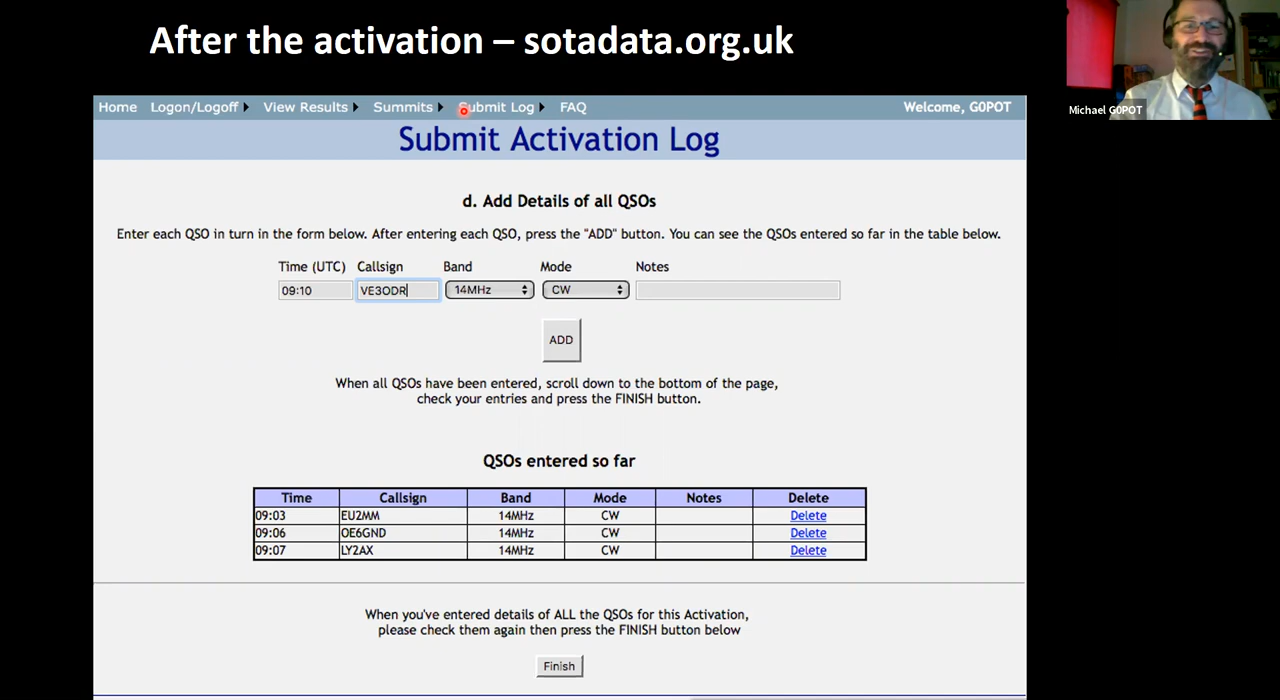 After the activation – sotadata.org.uk
Michael G0POT
Home Logon/Logoff View Results Summits Submit Log FAQ Welcome, G0POT
Submit Activation Log
d. Add Details of all QSOs
Enter each QSO in turn in the form below. After entering each QSO, press the "ADD" button. You can see the QSOs entered so far in the table below.
Time (UTC) Callsign Band Mode Notes
09:10 VE3ODR 14MHz CW
ADD
When all QSOs have been entered, scroll down to the bottom of the page,
check your entries and press the FINISH button.
QSOs entered so far
Time Callsign Band Mode Notes Delete
09:03 EU2MM 14MHz CW Delete
09:06 OE6GND 14MHz CW Delete
09:07 LY2AX 14MHz CW Delete
When you've entered details of ALL the QSOs for this Activation,
please check them again then press the FINISH button below
Finish